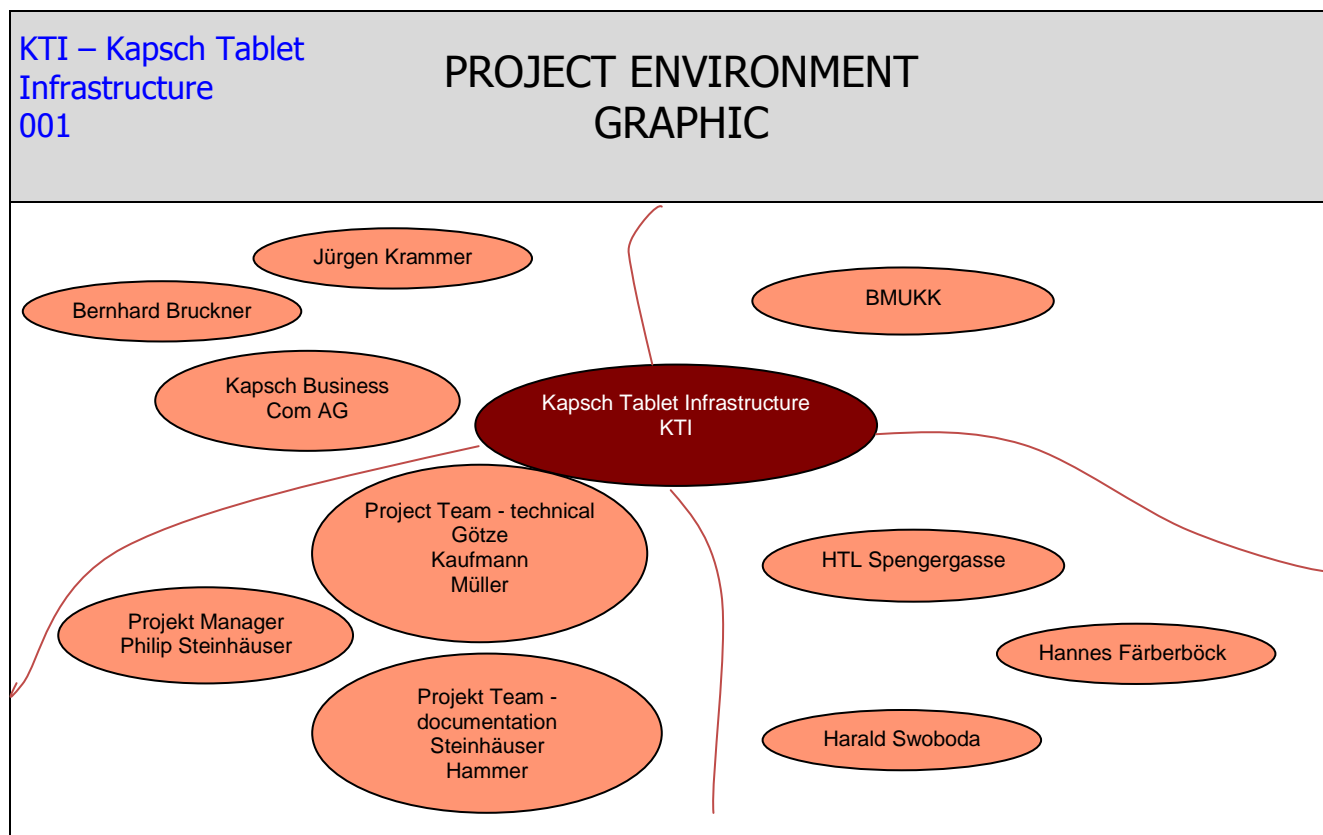 KTI – Kapsch Tablet
Infrastructure
001
PROJECT ENVIRONMENT
GRAPHIC
Jürgen Krammer
Bernhard Bruckner
BMUKK
Kapsch Business
Com AG
Kapsch Tablet Infrastructure
KTI
Project Team - technical
Götze
Kaufmann
Müller
HTL Spengergasse
Projekt Manager
Philip Steinhäuser
Hannes Färberböck
Projekt Team -
documentation
Steinhäuser
Hammer
Harald Swoboda